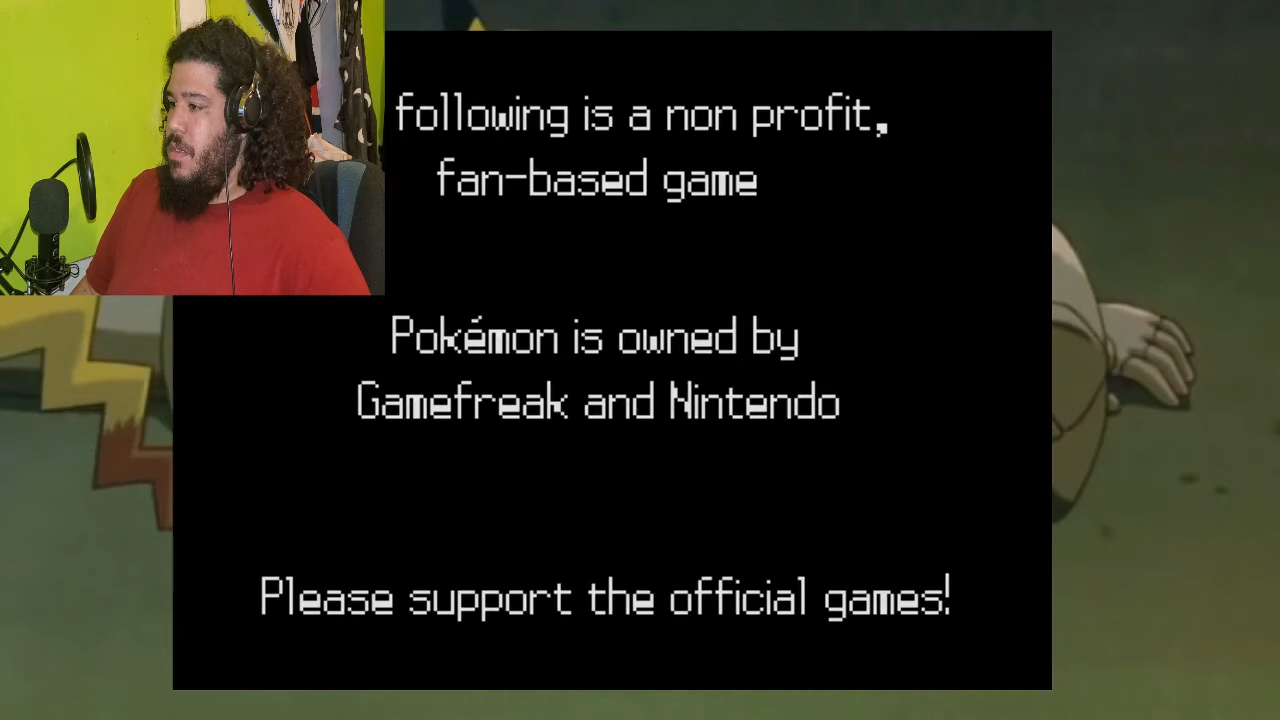 following is a non profit,
fan-based game
Pokémon is owned by
Gamefreak and Nintendo
Please support the official games!